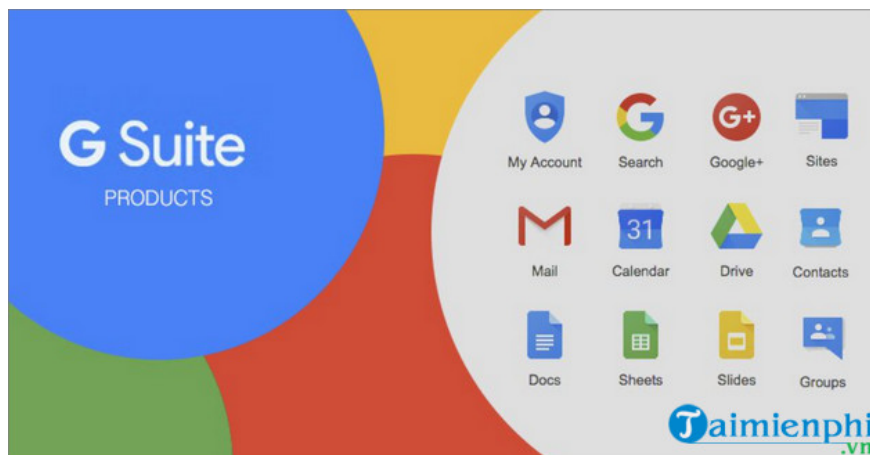 G Suite
PRODUCTS
My Account
Search
Google+
Sites
Mail
31
Calendar
Drive
Contacts
Docs
Sheets
Slides
Groups
G+
Taimienphi
.vn